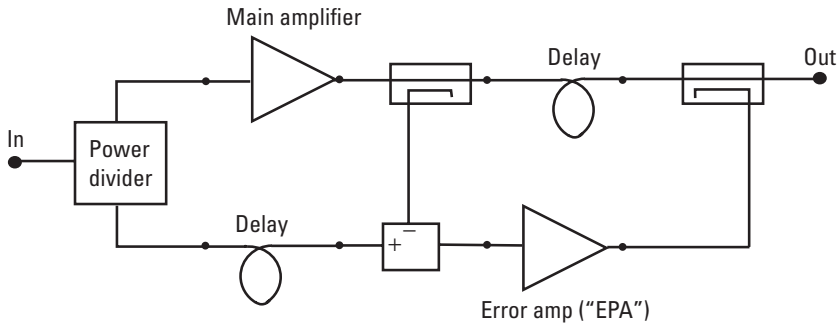 Main amplifier
Delay
Out
In
Power
divider
Delay
+
−
Error amp (“EPA”)